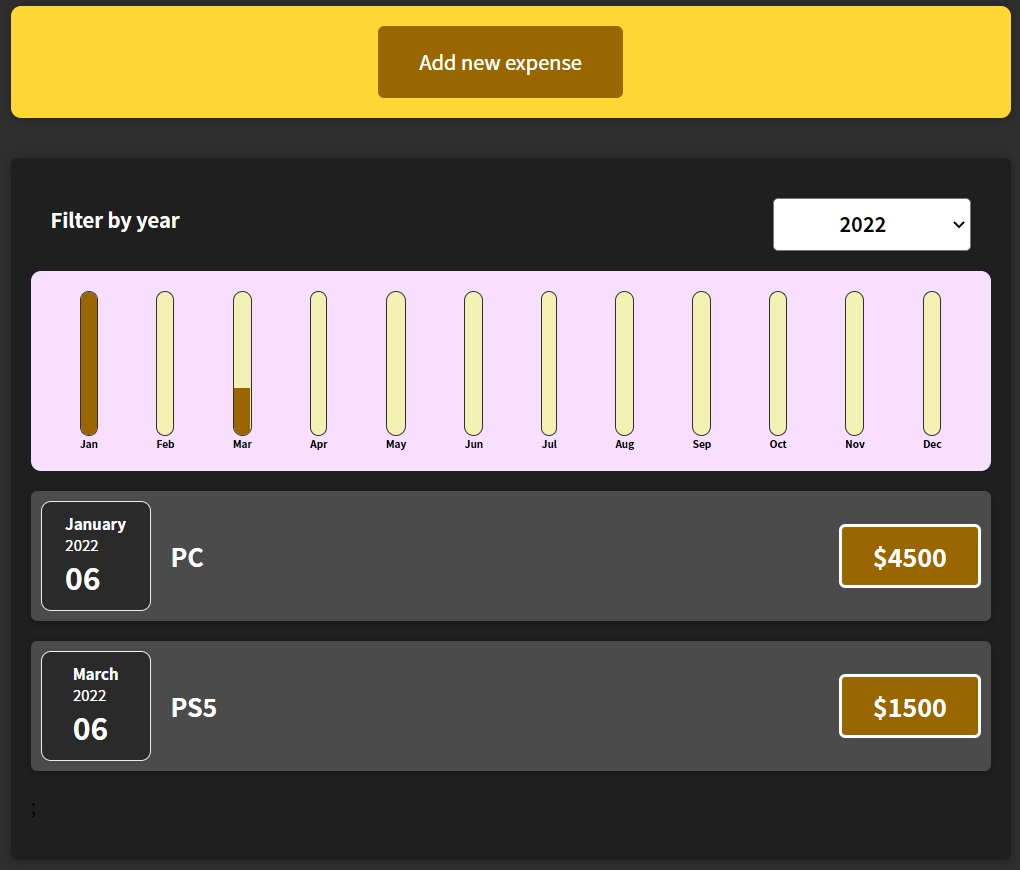 Add new expense
Filter by year
2022
Jan Feb Mar Apr May Jun Jul Aug Sep Oct Nov Dec
January
2022
06
PC
$4500
March
2022
06
PS5
$1500
;